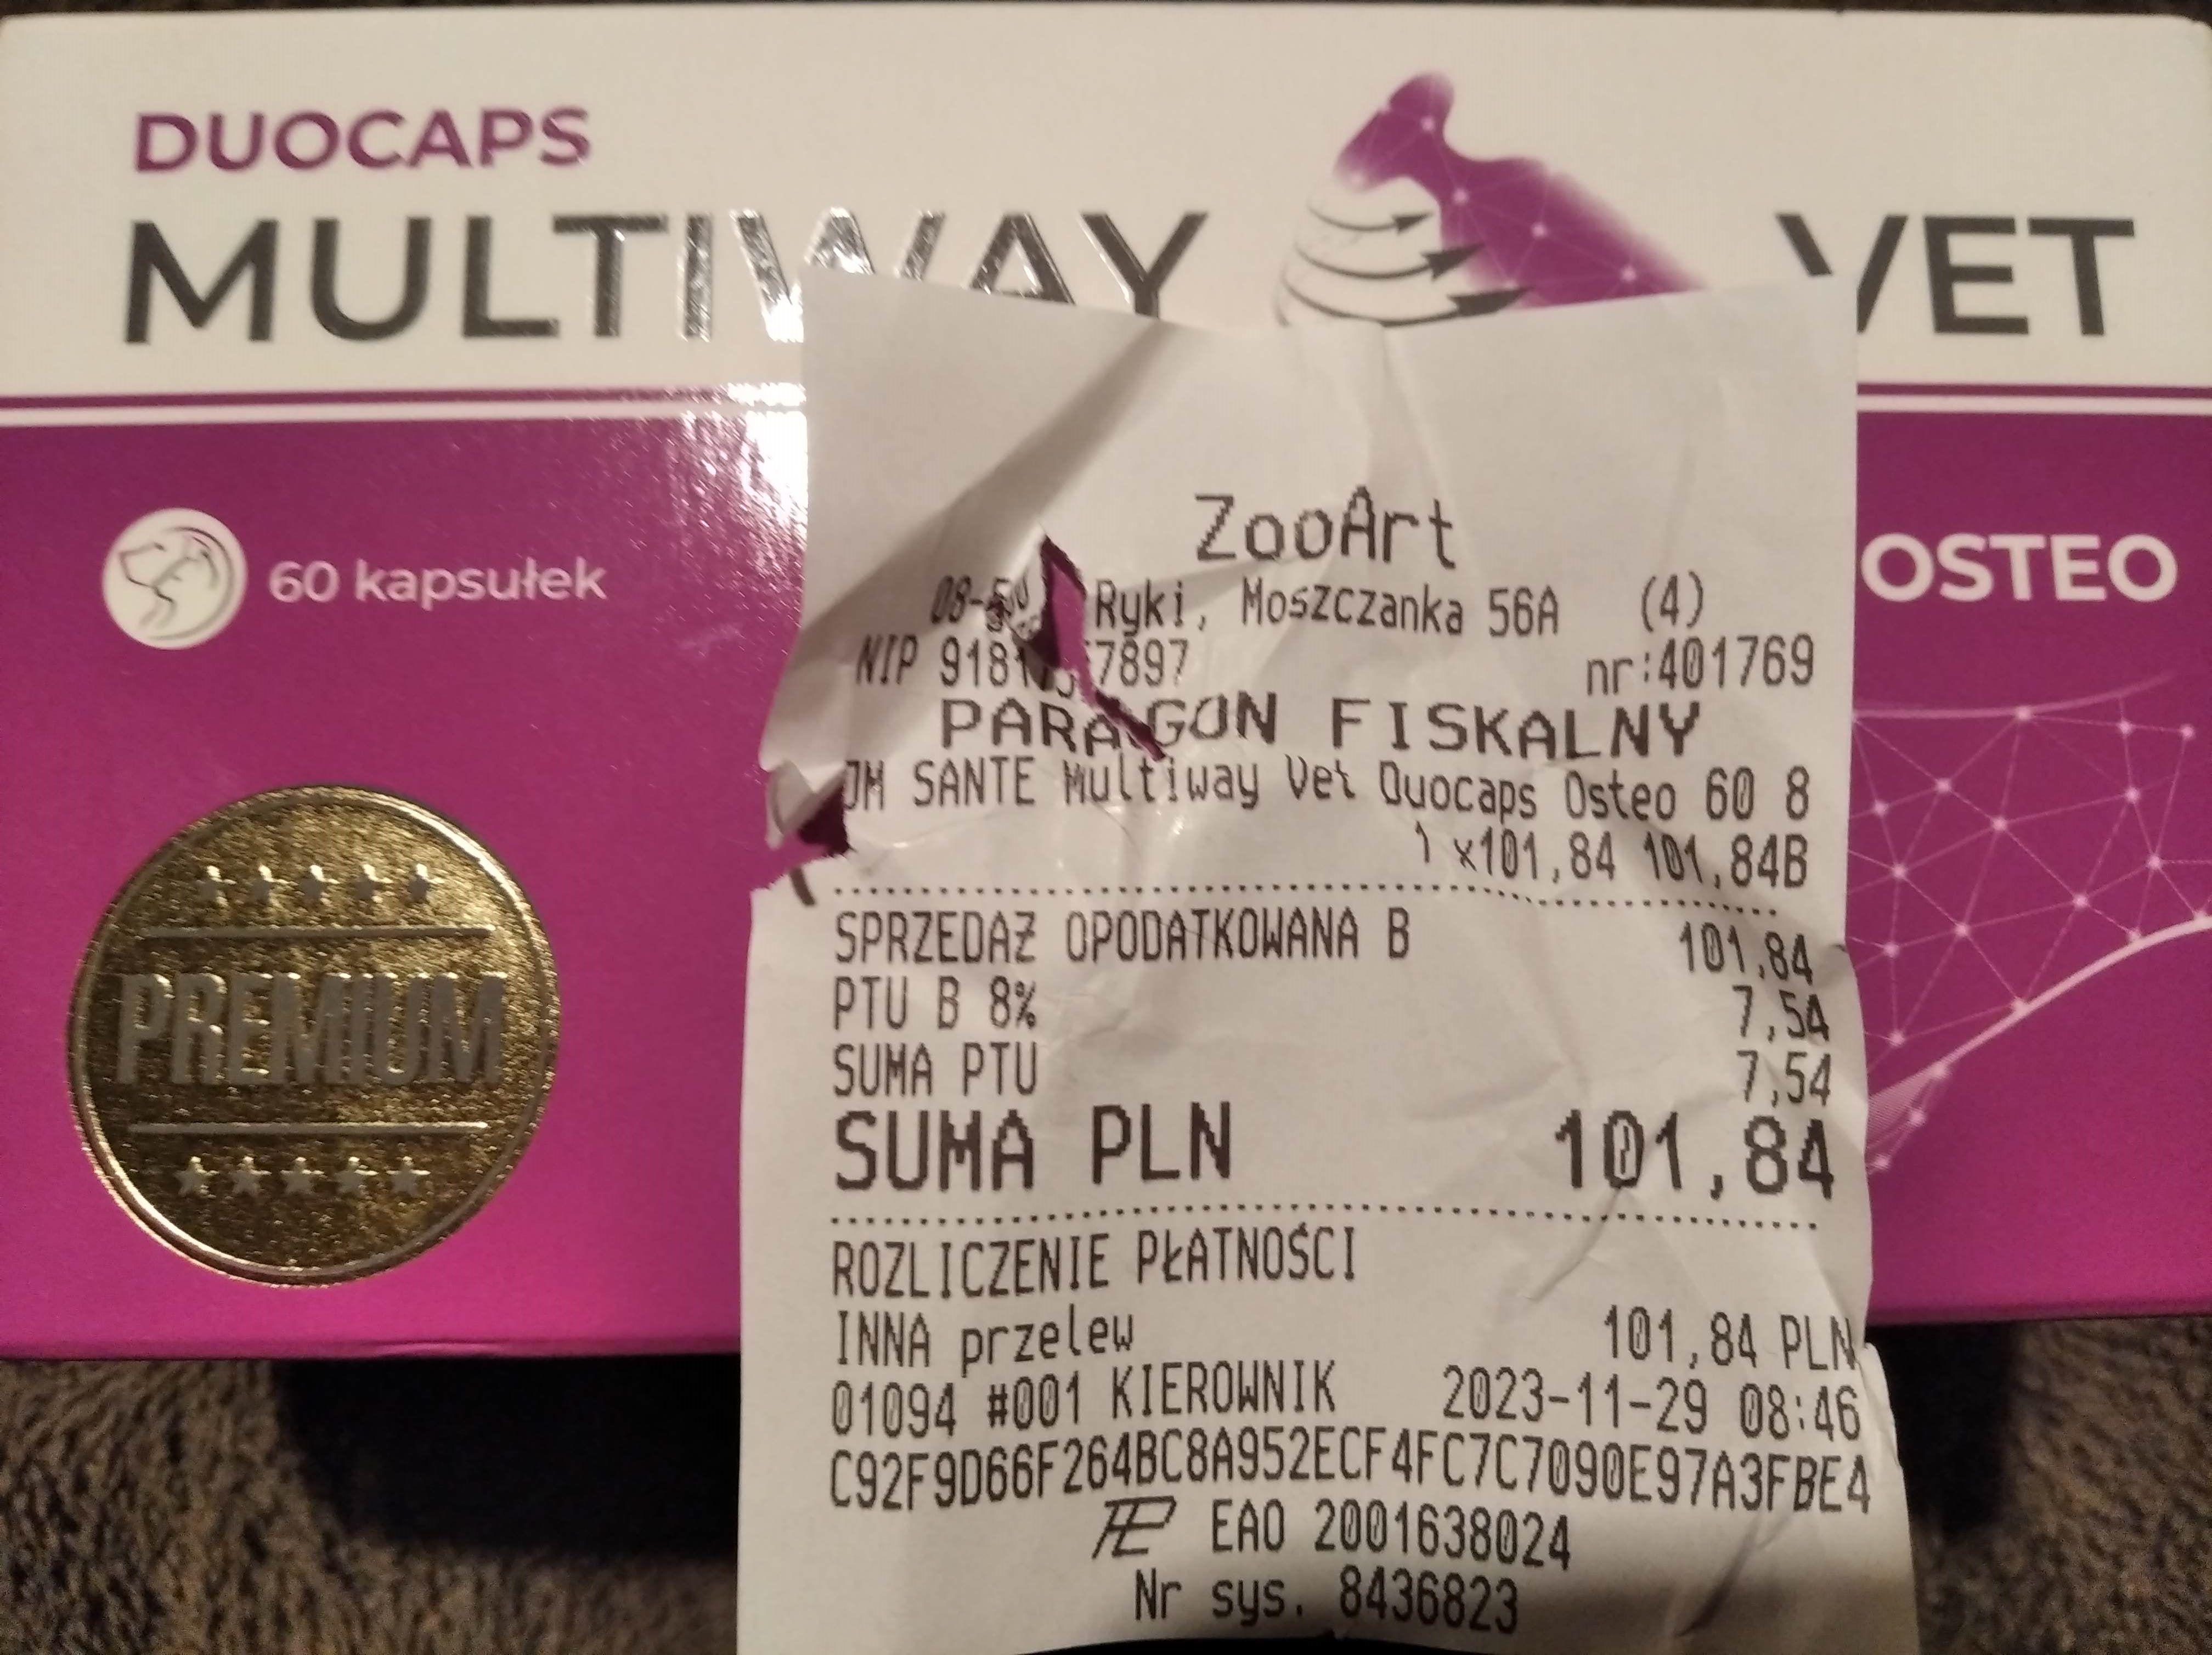 DUOCAPS
MULTIWAY VET
60 kapsułek
OSTEO
PREMIUM
ZooArt
Ryki, Moszczanka 56A (4)
NIP nr:401769
PARAGON FISKALNY
SANTE Multiway Vet Duocaps Osteo 60 8
1 x101,84 101,84B
SPRZEDAŻ OPODATKOWANA B 101,84
PTU B 8% 7,54
SUMA PTU 7,54
SUMA PLN 101,84
ROZLICZENIE PŁATNOŚCI
INNA przelew 101,84 PLN
01094 #001 KIEROWNIK 2023-11-29 08:46
C92F9D66F264BC8A952ECF4FC7C7090E97A3FBE4
EAO 2001638024
Nr sys. 8436823